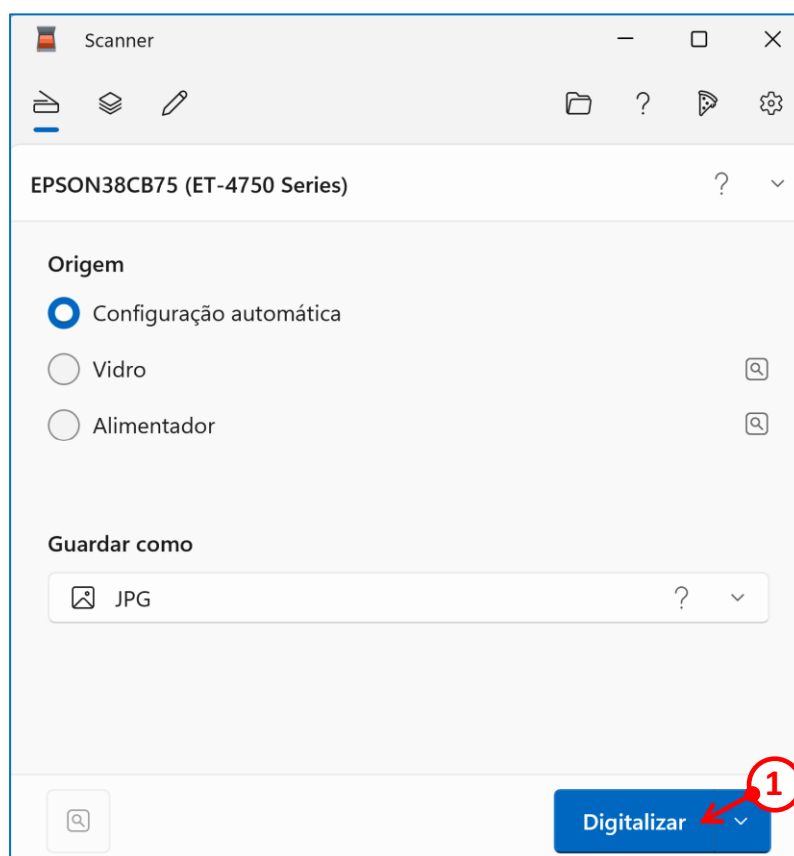 Scanner
EPSON38CB75 (ET-4750 Series)
Origem
Configuração automática
Vidro
Alimentador
Guardar como
JPG
Digitalizar
1